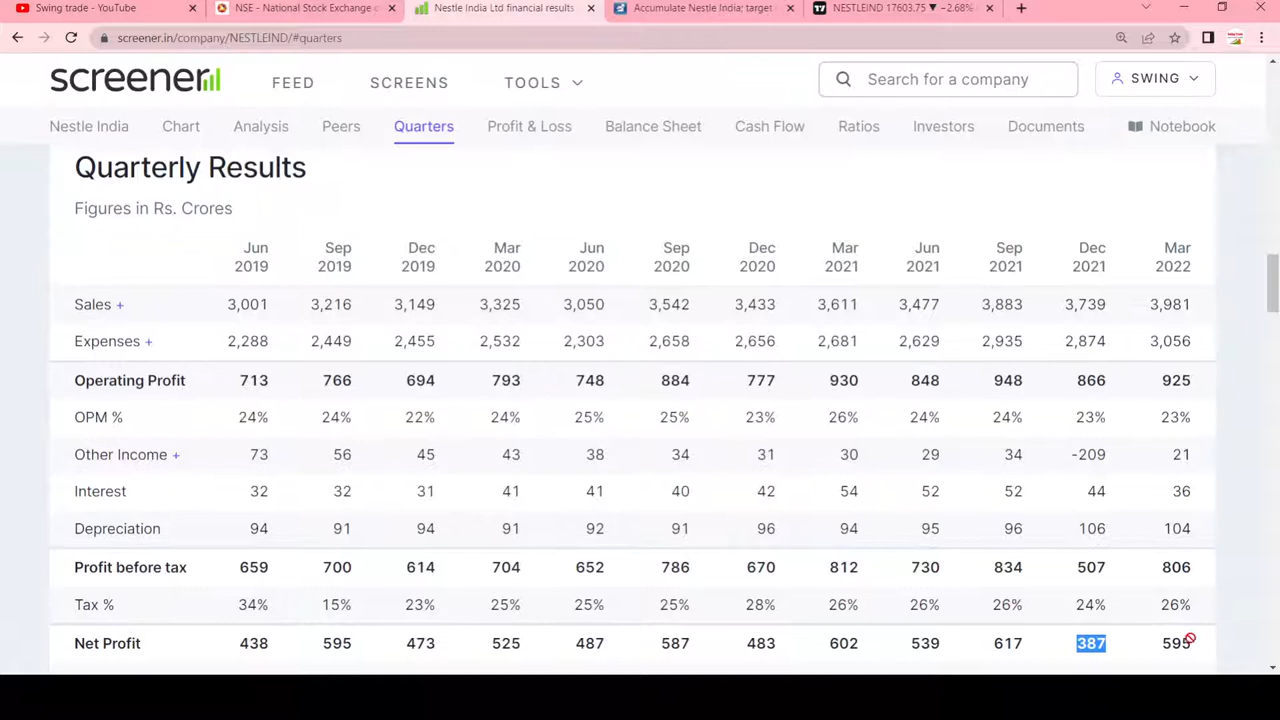 Swing trade - YouTube
NSE - National Stock Exchange o
Nestle India Ltd financial results
Accumulate Nestle India; target
NESTLEIND 17603.75 ▼ −2.68%
screener.in/company/NESTLEIND/#quarters
screener
FEED SCREENS TOOLS
Search for a company
SWING
Nestle India Chart Analysis Peers Quarters Profit & Loss Balance Sheet Cash Flow Ratios Investors Documents Notebook
Quarterly Results
Figures in Rs. Crores
Jun 2019 Sep 2019 Dec 2019 Mar 2020 Jun 2020 Sep 2020 Dec 2020 Mar 2021 Jun 2021 Sep 2021 Dec 2021 Mar 2022
Sales + 3,001 3,216 3,149 3,325 3,050 3,542 3,433 3,611 3,477 3,883 3,739 3,981
Expenses + 2,288 2,449 2,455 2,532 2,303 2,658 2,656 2,681 2,629 2,935 2,874 3,056
Operating Profit 713 766 694 793 748 884 777 930 848 948 866 925
OPM % 24% 24% 22% 24% 25% 25% 23% 26% 24% 24% 23% 23%
Other Income + 73 56 45 43 38 34 31 30 29 34 -209 21
Interest 32 32 31 41 41 40 42 54 52 52 44 36
Depreciation 94 91 94 91 92 91 96 94 95 96 106 104
Profit before tax 659 700 614 704 652 786 670 812 730 834 507 806
Tax % 34% 15% 23% 25% 25% 25% 28% 26% 26% 26% 24% 26%
Net Profit 438 595 473 525 487 587 483 602 539 617 387 595